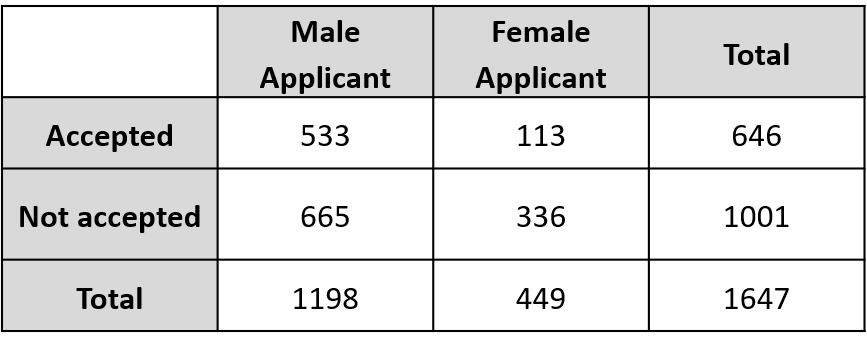 Male Applicant Female Applicant Total
Accepted 533 113 646
Not accepted 665 336 1001
Total 1198 449 1647